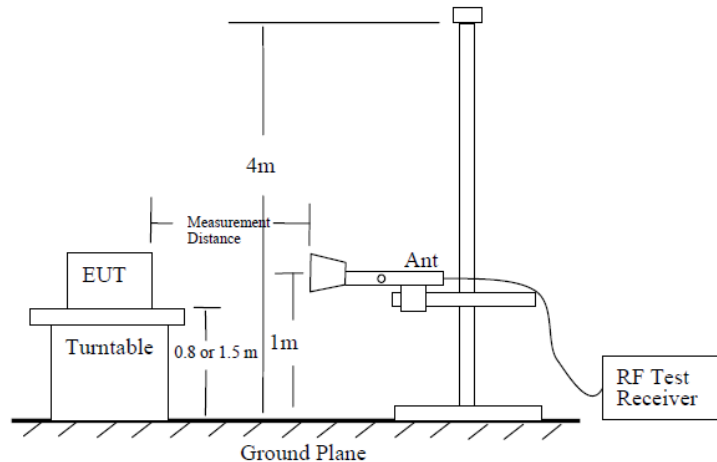 4m
Measurement
Distance
Ant
EUT
Turntable
0.8 or 1.5 m
1m
RF Test
Receiver
Ground Plane